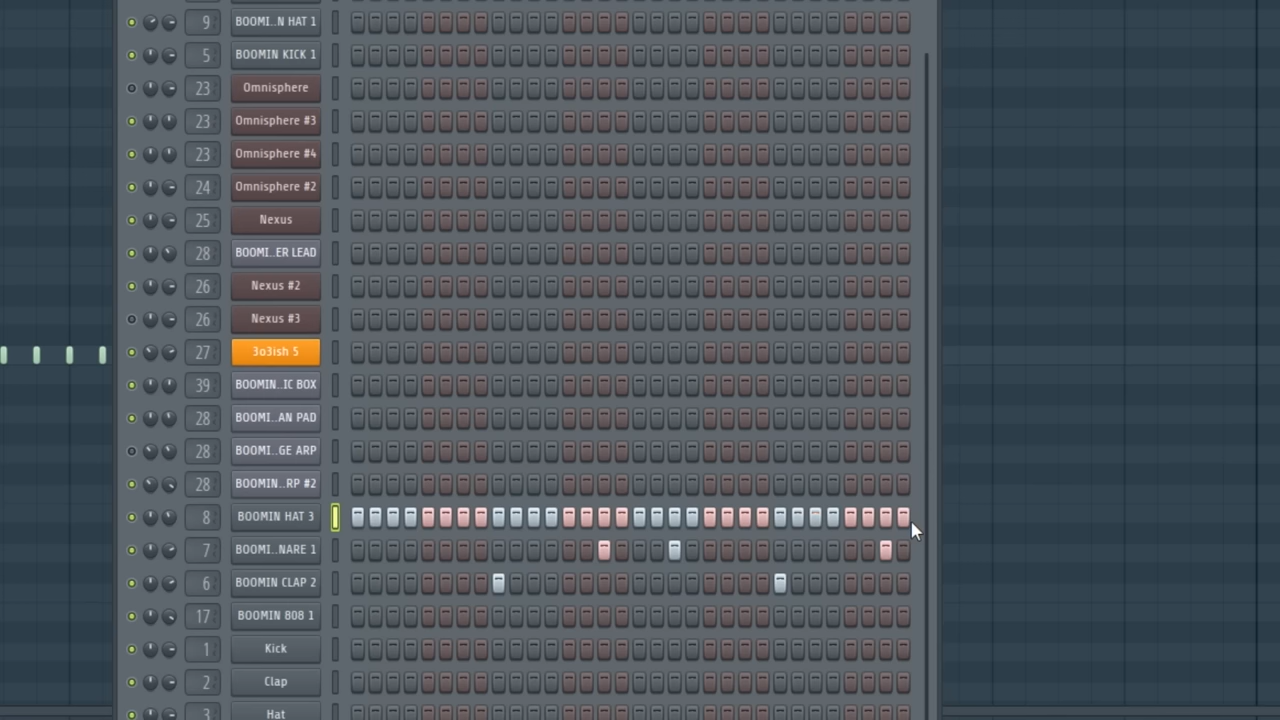 9 BOOMI..N HAT 1
5 BOOMIN KICK 1
23 Omnisphere
23 Omnisphere #3
23 Omnisphere #4
24 Omnisphere #2
25 Nexus
28 BOOMI..ER LEAD
26 Nexus #2
26 Nexus #3
27 3o3ish 5
39 BOOMIN..IC BOX
28 BOOMI..AN PAD
28 BOOMI..GE ARP
28 BOOMIN..RP #2
8 BOOMIN HAT 3
7 BOOMI..NARE 1
6 BOOMIN CLAP 2
17 BOOMIN 808 1
1 Kick
2 Clap
3 Hat